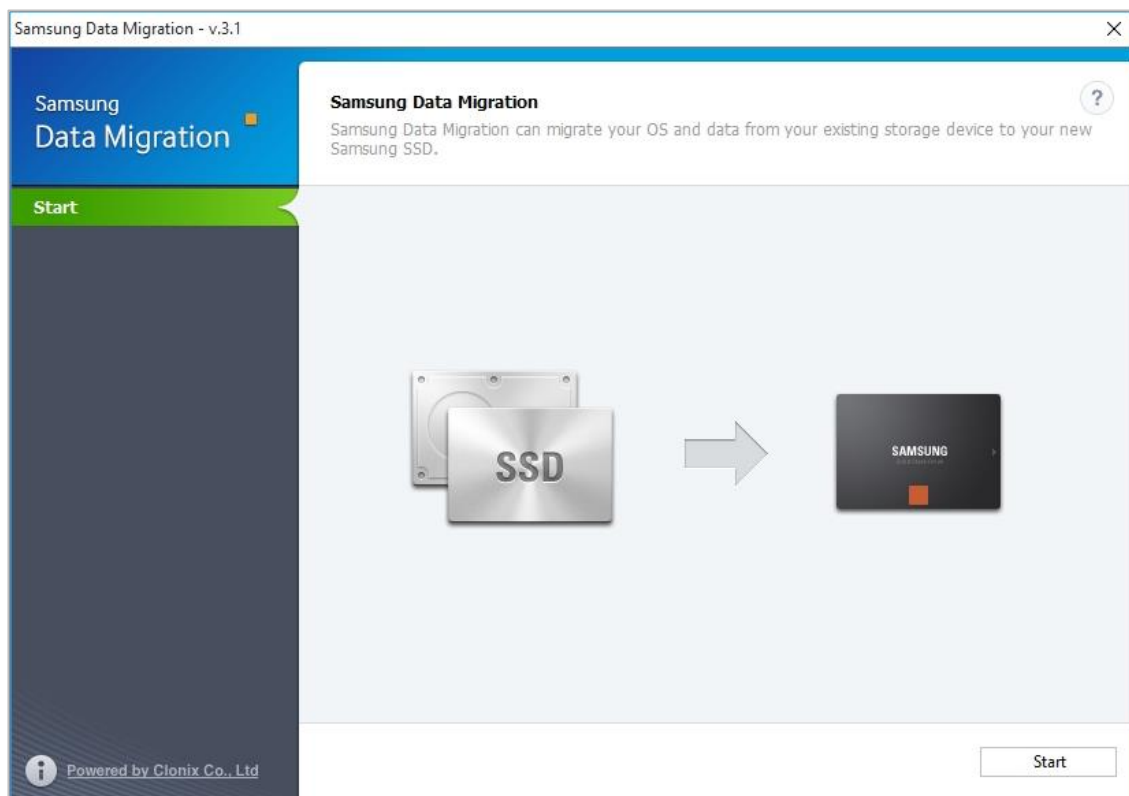 Samsung Data Migration - v.3.1
Samsung
Data Migration
Samsung Data Migration
?
Samsung Data Migration can migrate your OS and data from your existing storage device to your new
Samsung SSD.
Start
SSD
SAMSUNG
Powered by Clonix Co., Ltd
Start